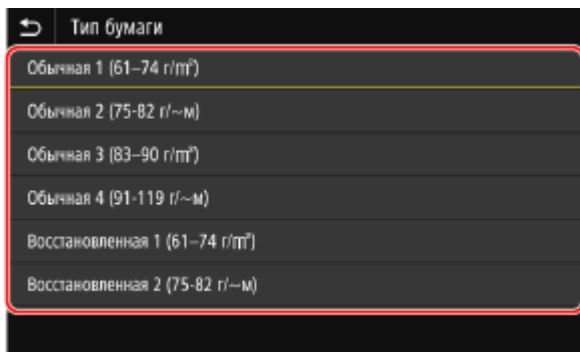 Тип бумаги
Обычная 1 (61–74 г/m²)
Обычная 2 (75-82 г/~м)
Обычная 3 (83–90 г/m²)
Обычная 4 (91-119 г/~м)
Восстановленная 1 (61–74 г/m²)
Восстановленная 2 (75-82 г/~м)